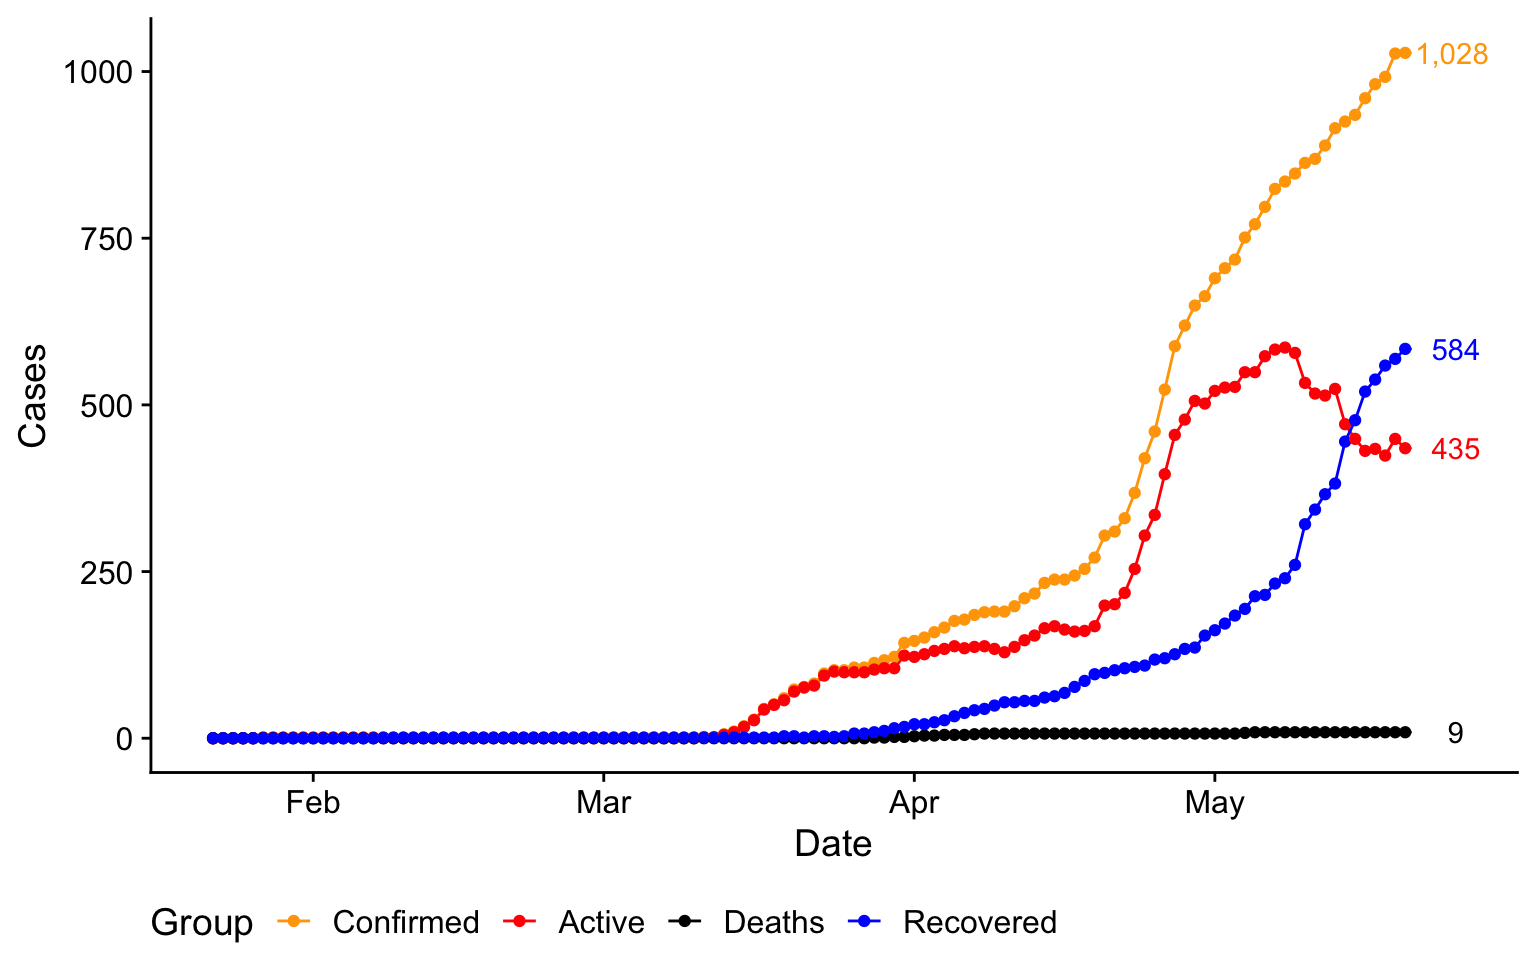 1,028
1000
750
584
500
435
250
9
0
Cases
Feb Mar Apr May
Date
Group Confirmed Active Deaths Recovered